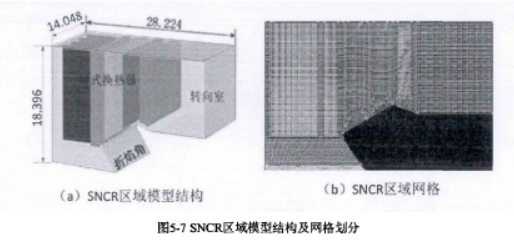 14.048
28.224
18.396
式换热器
转向室
折焰角
（a）SNCR区域模型结构
（b）SNCR区域网格
图5-7 SNCR区域模型结构及网格划分